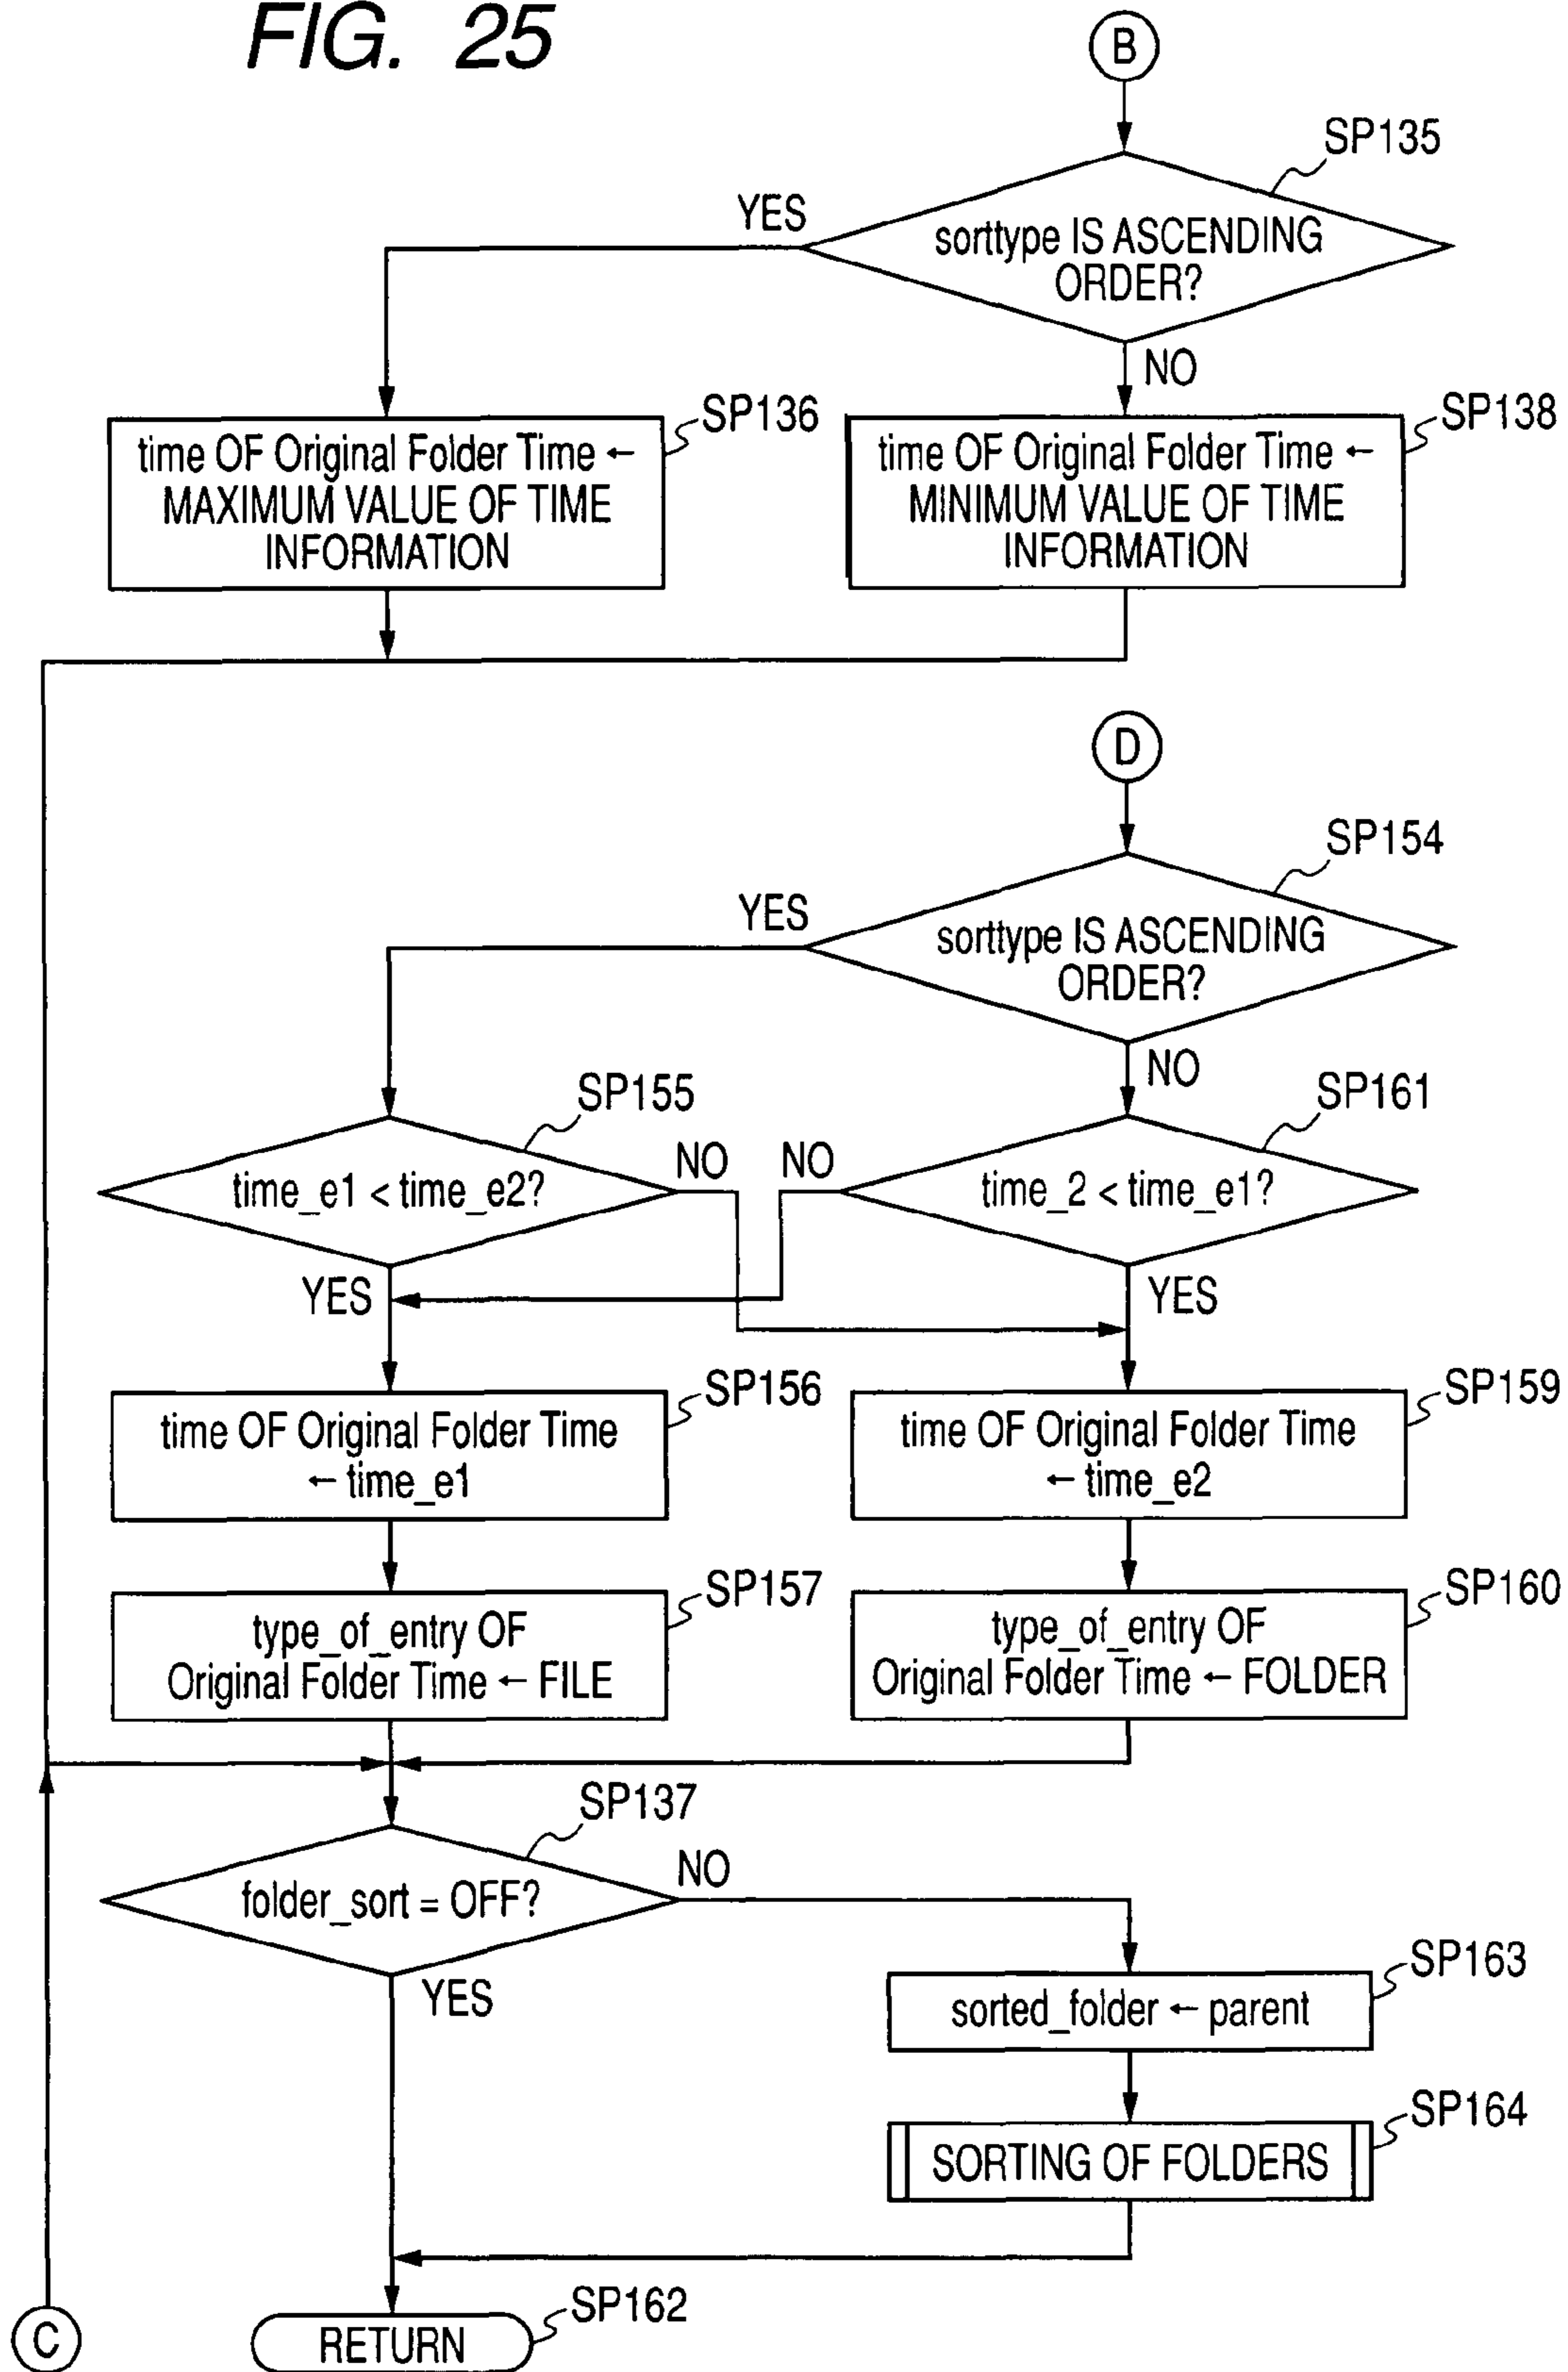 FIG. 25
B
SP135
YES
sorttype IS ASCENDING
ORDER?
NO
SP136
time OF Original Folder Time ←
MAXIMUM VALUE OF TIME
INFORMATION
SP138
time OF Original Folder Time ←
MINIMUM VALUE OF TIME
INFORMATION
D
SP154
YES
sorttype IS ASCENDING
ORDER?
NO
SP155
time_e1 < time_e2?
NO
SP161
NO
time_2 < time_e1?
YES
YES
SP156
time OF Original Folder Time
← time_e1
SP159
time OF Original Folder Time
← time_e2
SP157
type_of_entry OF
Original Folder Time ← FILE
SP160
type_of_entry OF
Original Folder Time ← FOLDER
SP137
folder_sort = OFF?
NO
YES
SP163
sorted_folder ← parent
SP164
SORTING OF FOLDERS
SP162
RETURN
C